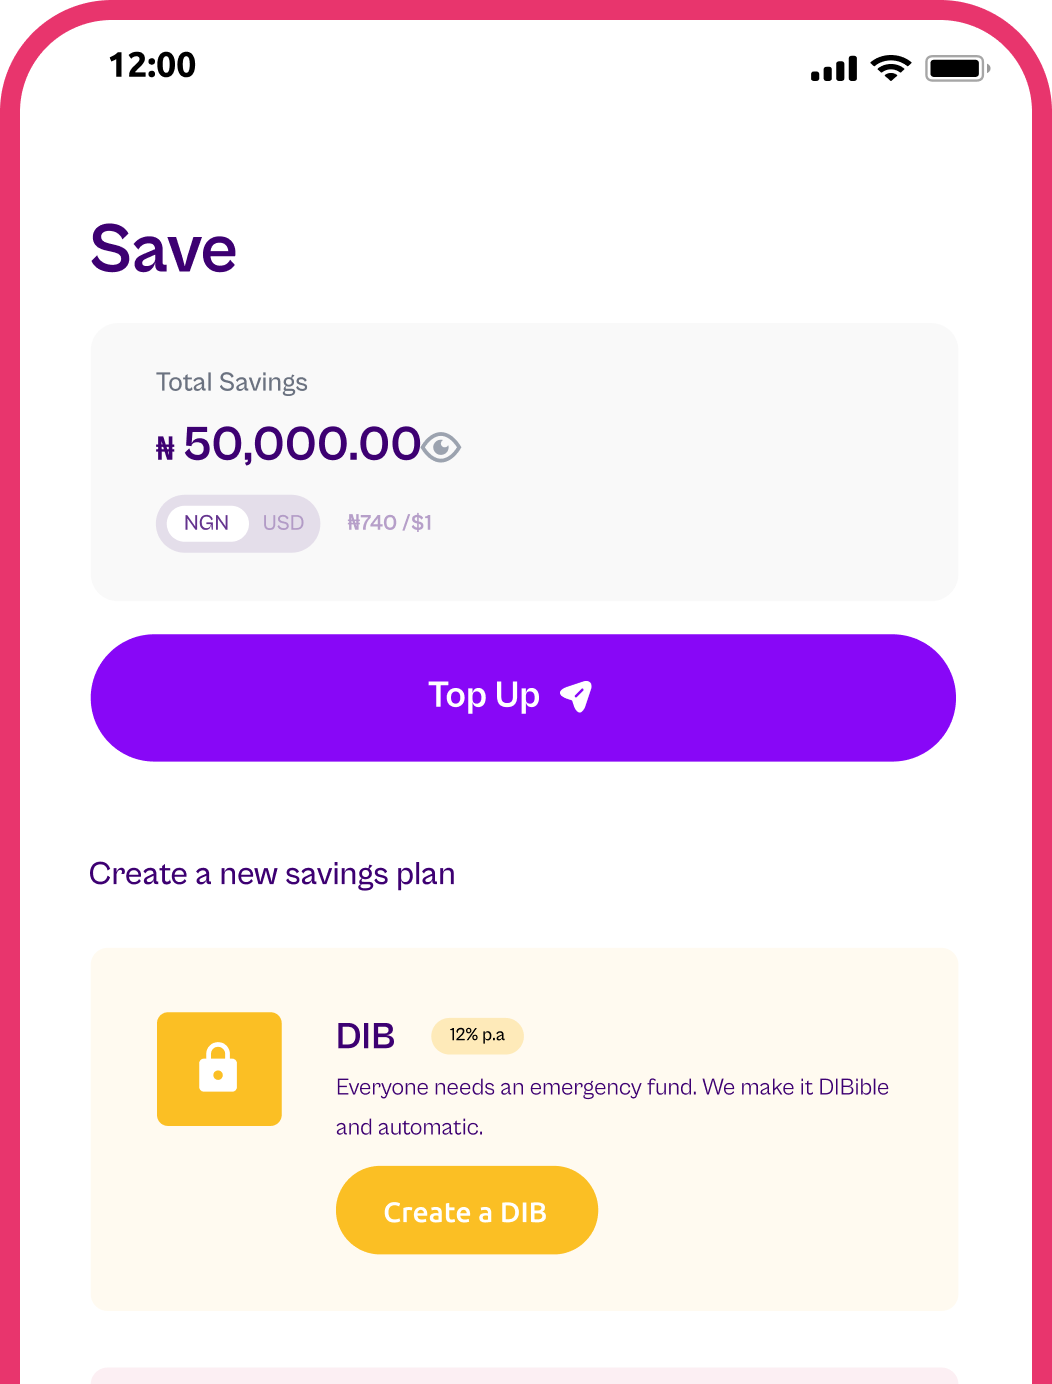 12:00
Save
Total Savings
₦ 50,000.00
NGN USD ₦740 /$1
Top Up
Create a new savings plan
DIB 12% p.a
Everyone needs an emergency fund. We make it DIBible
and automatic.
Create a DIB